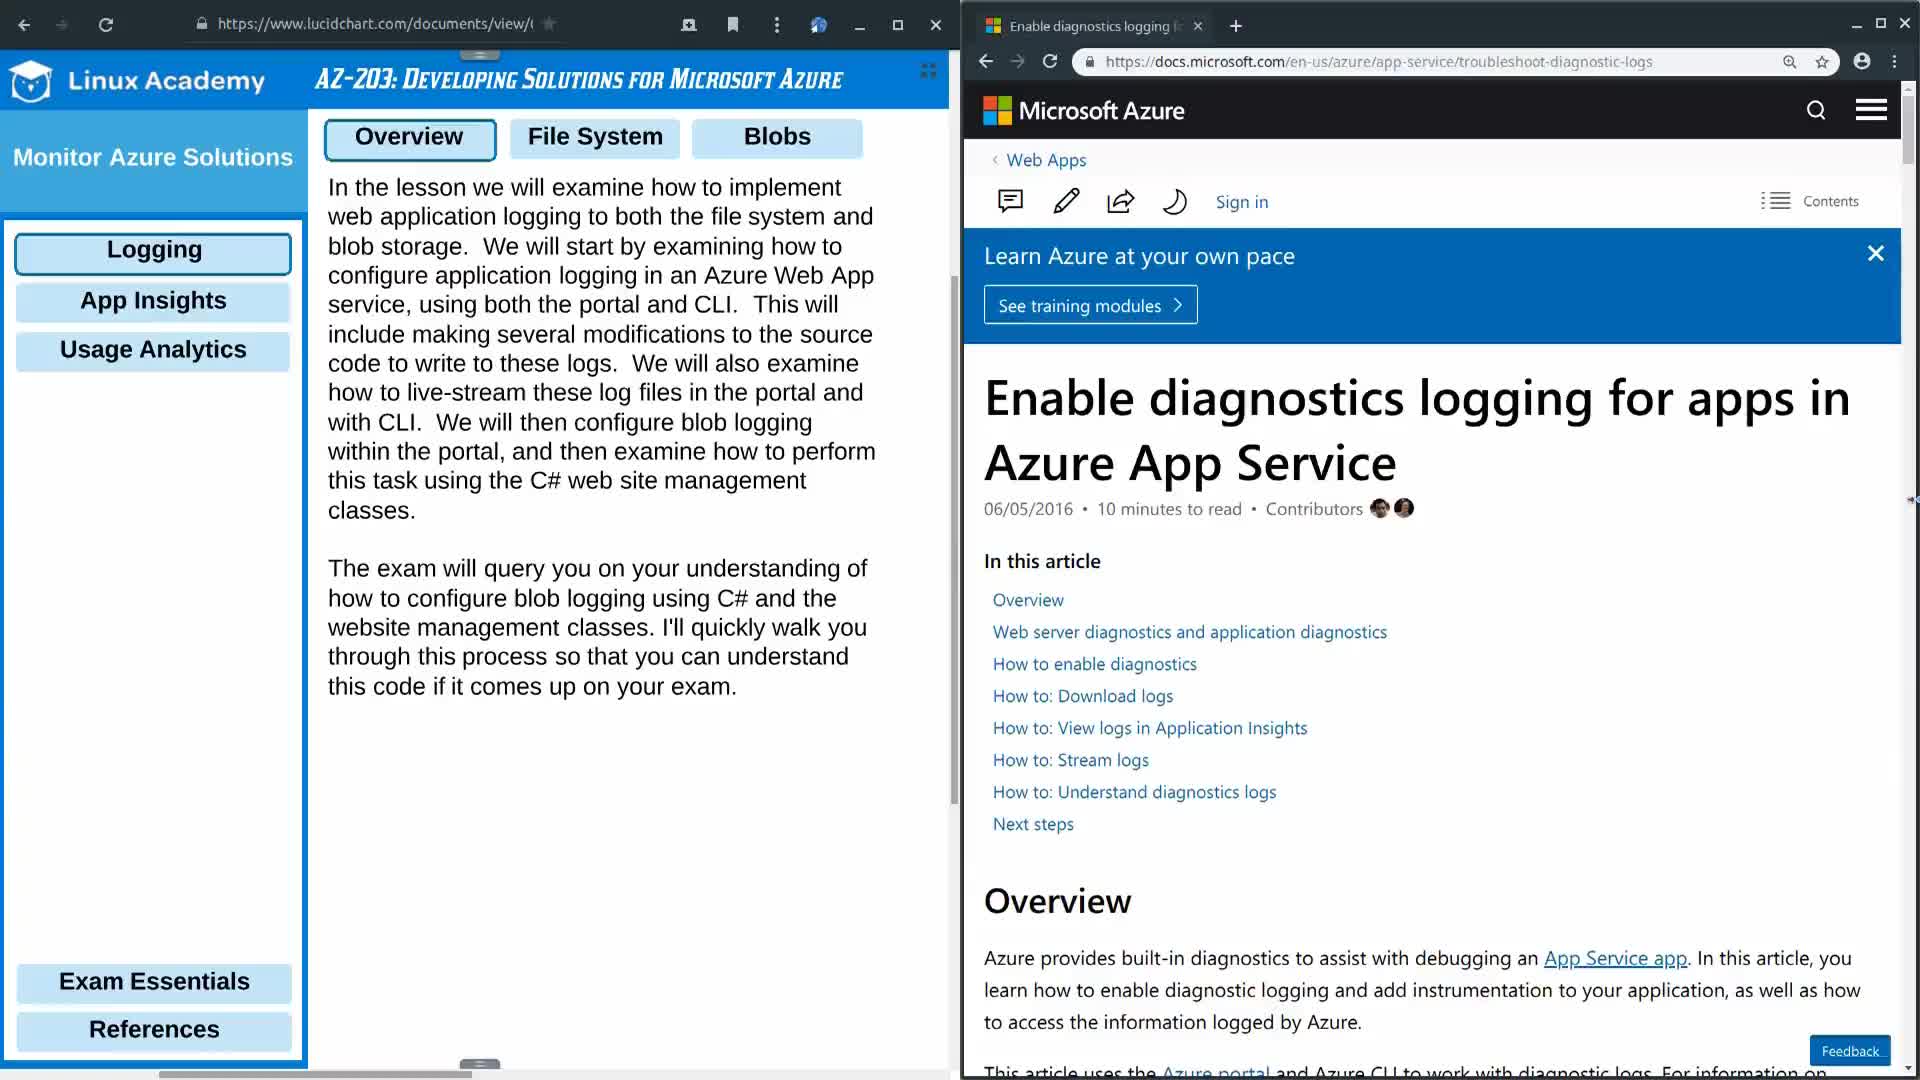 https://www.lucidchart.com/documents/view/
Linux Academy
AZ-203: Developing Solutions for Microsoft Azure
Monitor Azure Solutions
Logging
App Insights
Usage Analytics
Exam Essentials
References
Overview
File System
Blobs
In the lesson we will examine how to implement
web application logging to both the file system and
blob storage.  We will start by examining how to
configure application logging in an Azure Web App
service, using both the portal and CLI.  This will
include making several modifications to the source
code to write to these logs.  We will also examine
how to live-stream these log files in the portal and
with CLI.  We will then configure blob logging
within the portal, and then examine how to perform
this task using the C# web site management
classes.
The exam will query you on your understanding of
how to configure blob logging using C# and the
website management classes. I'll quickly walk you
through this process so that you can understand
this code if it comes up on your exam.
Enable diagnostics logging
https://docs.microsoft.com/en-us/azure/app-service/troubleshoot-diagnostic-logs
Microsoft Azure
Web Apps
Sign in
Contents
Learn Azure at your own pace
See training modules
Enable diagnostics logging for apps in
Azure App Service
06/05/2016 • 10 minutes to read • Contributors
In this article
Overview
Web server diagnostics and application diagnostics
How to enable diagnostics
How to: Download logs
How to: View logs in Application Insights
How to: Stream logs
How to: Understand diagnostics logs
Next steps
Overview
Azure provides built-in diagnostics to assist with debugging an App Service app. In this article, you
learn how to enable diagnostic logging and add instrumentation to your application, as well as how
to access the information logged by Azure.
Feedback
This article uses the Azure portal and Azure CLI to work with diagnostic logs. For information on